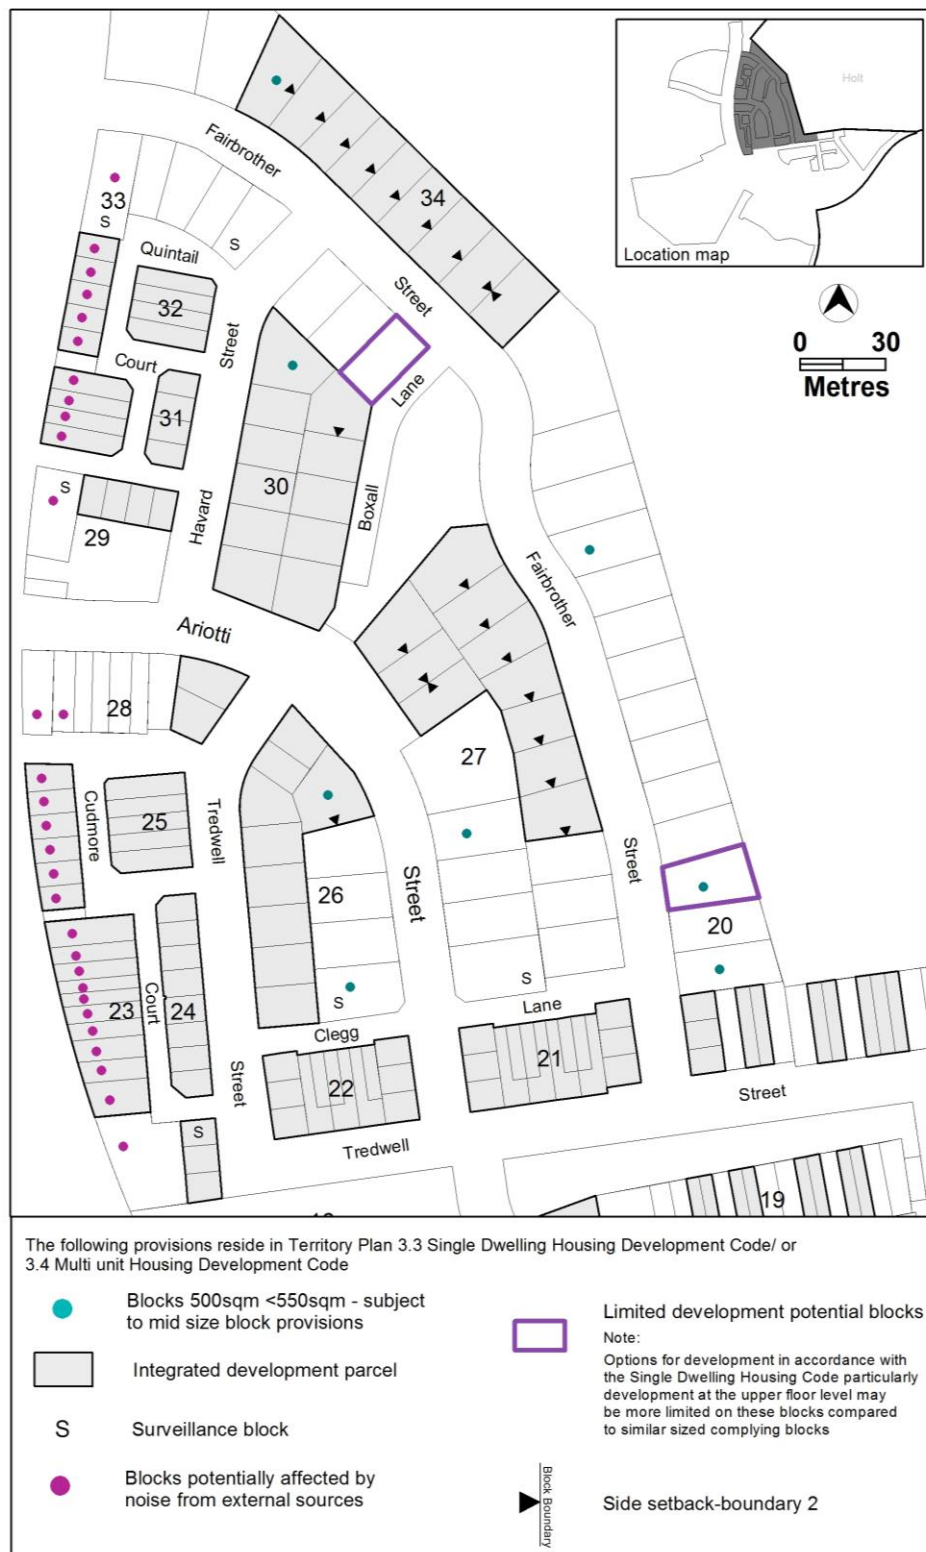 Fairbrother
Holt
Location map
34
33
S
S
Quintail
Street
32
Street
0 30
Metres
Court
Lane
31
S
30
Havard
Boxall
29
Fairbrother
Ariotti
28
27
Cudmore
25
Tredwell
Street
Street
26
20
S
S
Lane
23
Court
24
Clegg
21
Street
22
Street
S
Tredwell
19
The following provisions reside in Territory Plan 3.3 Single Dwelling Housing Development Code/ or
3.4 Multi unit Housing Development Code
Blocks 500sqm <550sqm - subject
to mid size block provisions
Integrated development parcel
S Surveillance block
Blocks potentially affected by
noise from external sources
Limited development potential blocks
Note:
Options for development in accordance with
the Single Dwelling Housing Code particularly
development at the upper floor level may
be more limited on these blocks compared
to similar sized complying blocks
Block Boundary
Side setback-boundary 2